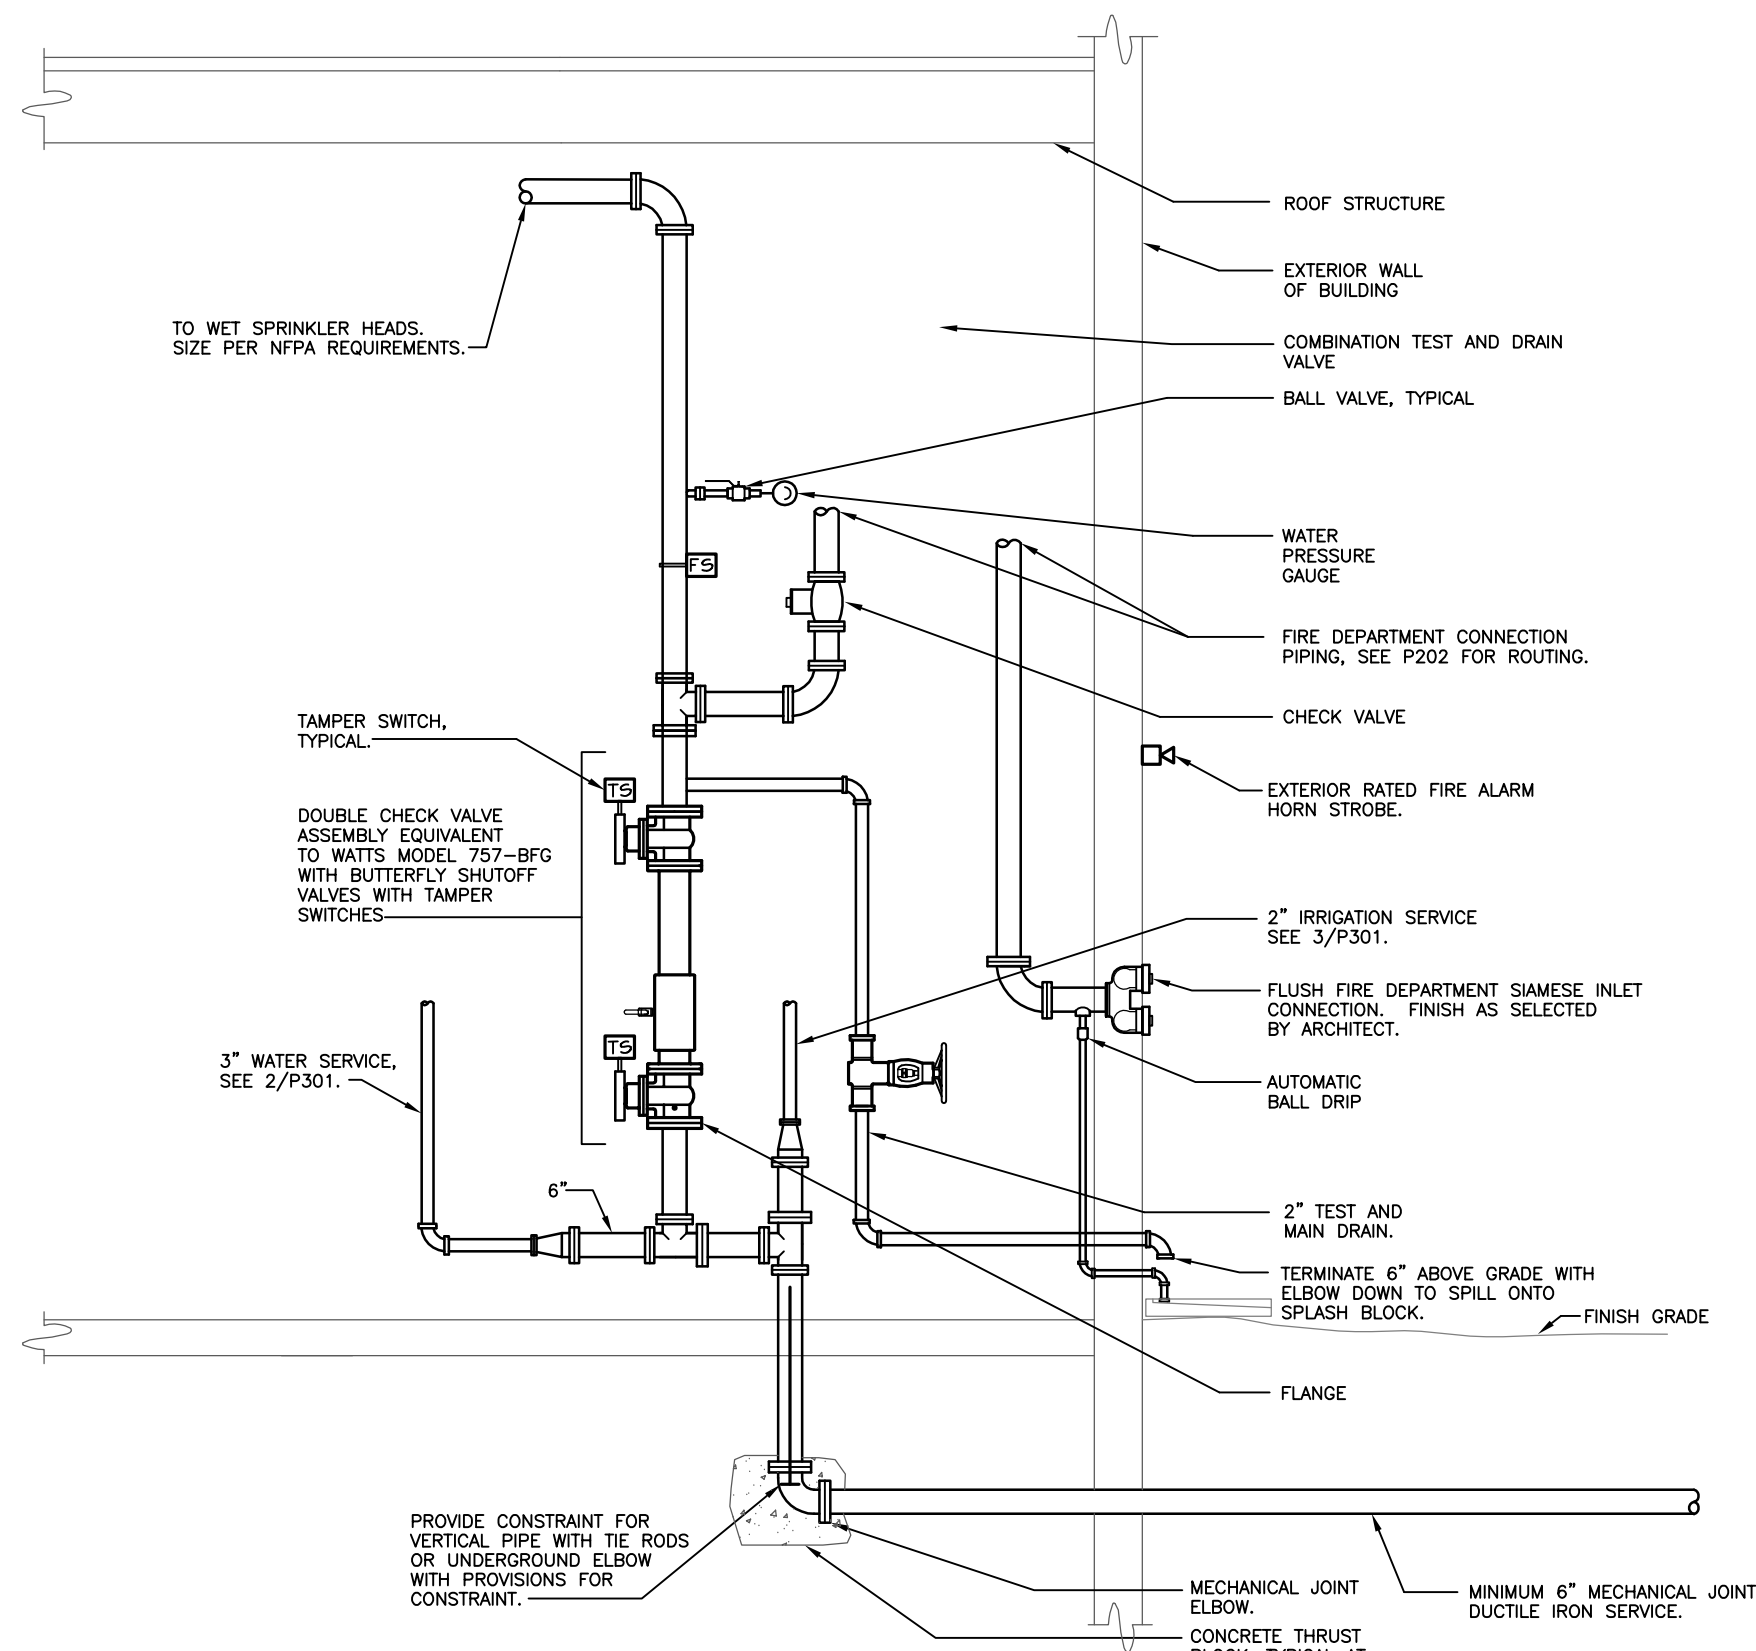 ROOF STRUCTURE
EXTERIOR WALL
OF BUILDING
TO WET SPRINKLER HEADS.
SIZE PER NFPA REQUIREMENTS.
COMBINATION TEST AND DRAIN
VALVE
BALL VALVE, TYPICAL
WATER
PRESSURE
GAUGE
FS
FIRE DEPARTMENT CONNECTION
PIPING, SEE P202 FOR ROUTING.
CHECK VALVE
TAMPER SWITCH,
TYPICAL.
TS
EXTERIOR RATED FIRE ALARM
HORN STROBE.
DOUBLE CHECK VALVE
ASSEMBLY EQUIVALENT
TO WATTS MODEL 757-BFG
WITH BUTTERFLY SHUTOFF
VALVES WITH TAMPER
SWITCHES
2" IRRIGATION SERVICE
SEE 3/P301.
FLUSH FIRE DEPARTMENT SIAMESE INLET
CONNECTION. FINISH AS SELECTED
BY ARCHITECT.
TS
3" WATER SERVICE,
SEE 2/P301.
AUTOMATIC
BALL DRIP
6"
2" TEST AND
MAIN DRAIN.
TERMINATE 6" ABOVE GRADE WITH
ELBOW DOWN TO SPILL ONTO
SPLASH BLOCK.
FINISH GRADE
FLANGE
PROVIDE CONSTRAINT FOR
VERTICAL PIPE WITH TIE RODS
OR UNDERGROUND ELBOW
WITH PROVISIONS FOR
CONSTRAINT.
MECHANICAL JOINT
ELBOW.
MINIMUM 6" MECHANICAL JOINT
DUCTILE IRON SERVICE.
CONCRETE THRUST